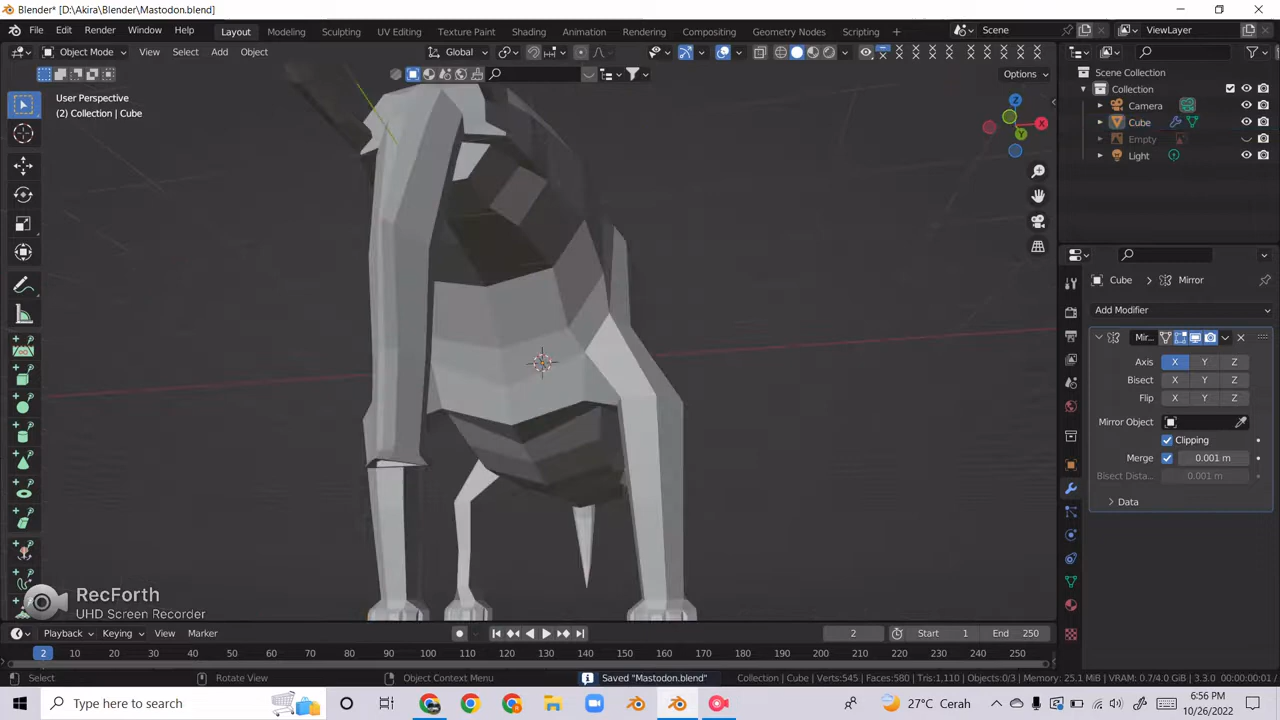 Blender* [D:\Akira\Blender\Mastodon.blend]
File Edit Render Window Help Layout Modeling Sculpting UV Editing Texture Paint Shading Animation Rendering Compositing Geometry Nodes Scripting Scene ViewLayer
Object Mode View Select Add Object Global
Options
User Perspective
(2) Collection | Cube
Z
X
Y
Scene Collection
Collection
Camera
Cube
Empty
Light
Cube > Mirror
Add Modifier
Mir...
Axis X Y Z
Bisect X Y Z
Flip X Y Z
Mirror Object
Clipping
Merge 0.001 m
Bisect Dista... 0.001 m
Data
RecForth
UHD Screen Recorder
Playback Keying View Marker 2 Start 1 End 250
2 10 20 30 40 50 60 70 80 90 100 110 120 130 140 150 160 170 180 190 200 210 220 230 240 250
Select Rotate View Object Context Menu Saved "Mastodon.blend" Collection | Cube | Verts:545 | Faces:580 | Tris:1,110 | Objects:0/3 | Memory: 25.1 MiB | VRAM: 0.7/4.0 GiB | 3.3.0 00:00:00:01 /
Type here to search 27°C Cerah 6:56 PM
10/26/2022